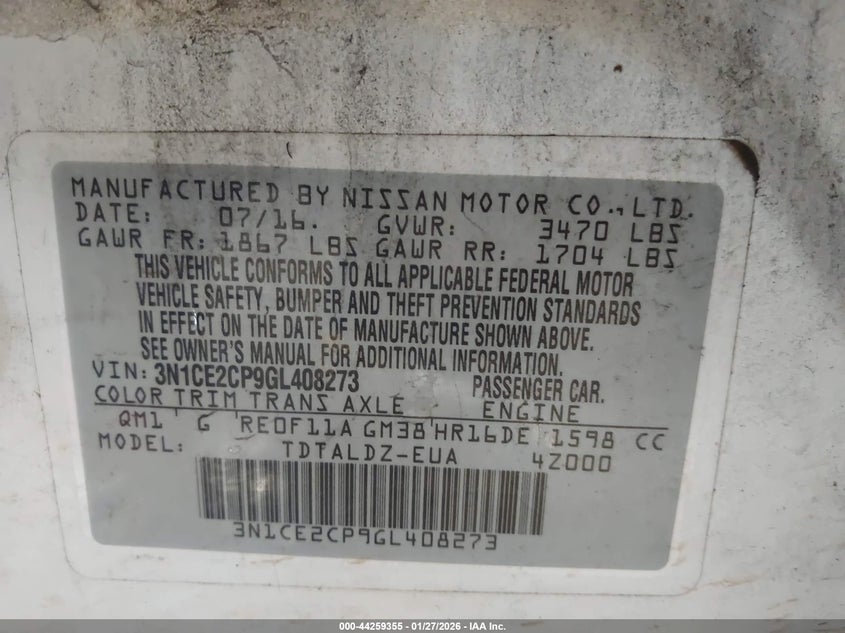 MANUFACTURED BY NISSAN MOTOR CO., LTD.
DATE: 07/16. GVWR: 3470 LBS
GAWR FR: 1867 LBS GAWR RR: 1704 LBS
THIS VEHICLE CONFORMS TO ALL APPLICABLE FEDERAL MOTOR
VEHICLE SAFETY, BUMPER AND THEFT PREVENTION STANDARDS
IN EFFECT ON THE DATE OF MANUFACTURE SHOWN ABOVE.
SEE OWNER'S MANUAL FOR ADDITIONAL INFORMATION
VIN: 3N1CE2CP9GL408273 PASSENGER CAR.
COLOR TRIM TRANS AXLE ENGINE
QM1 G RE0F11A GM38 HR16DE 1598 CC
MODEL: TDTALDZ-EUA 4Z000
3N1CE2CP9GL408273
000-44259355 | 01/27/2026 - IAA Inc.